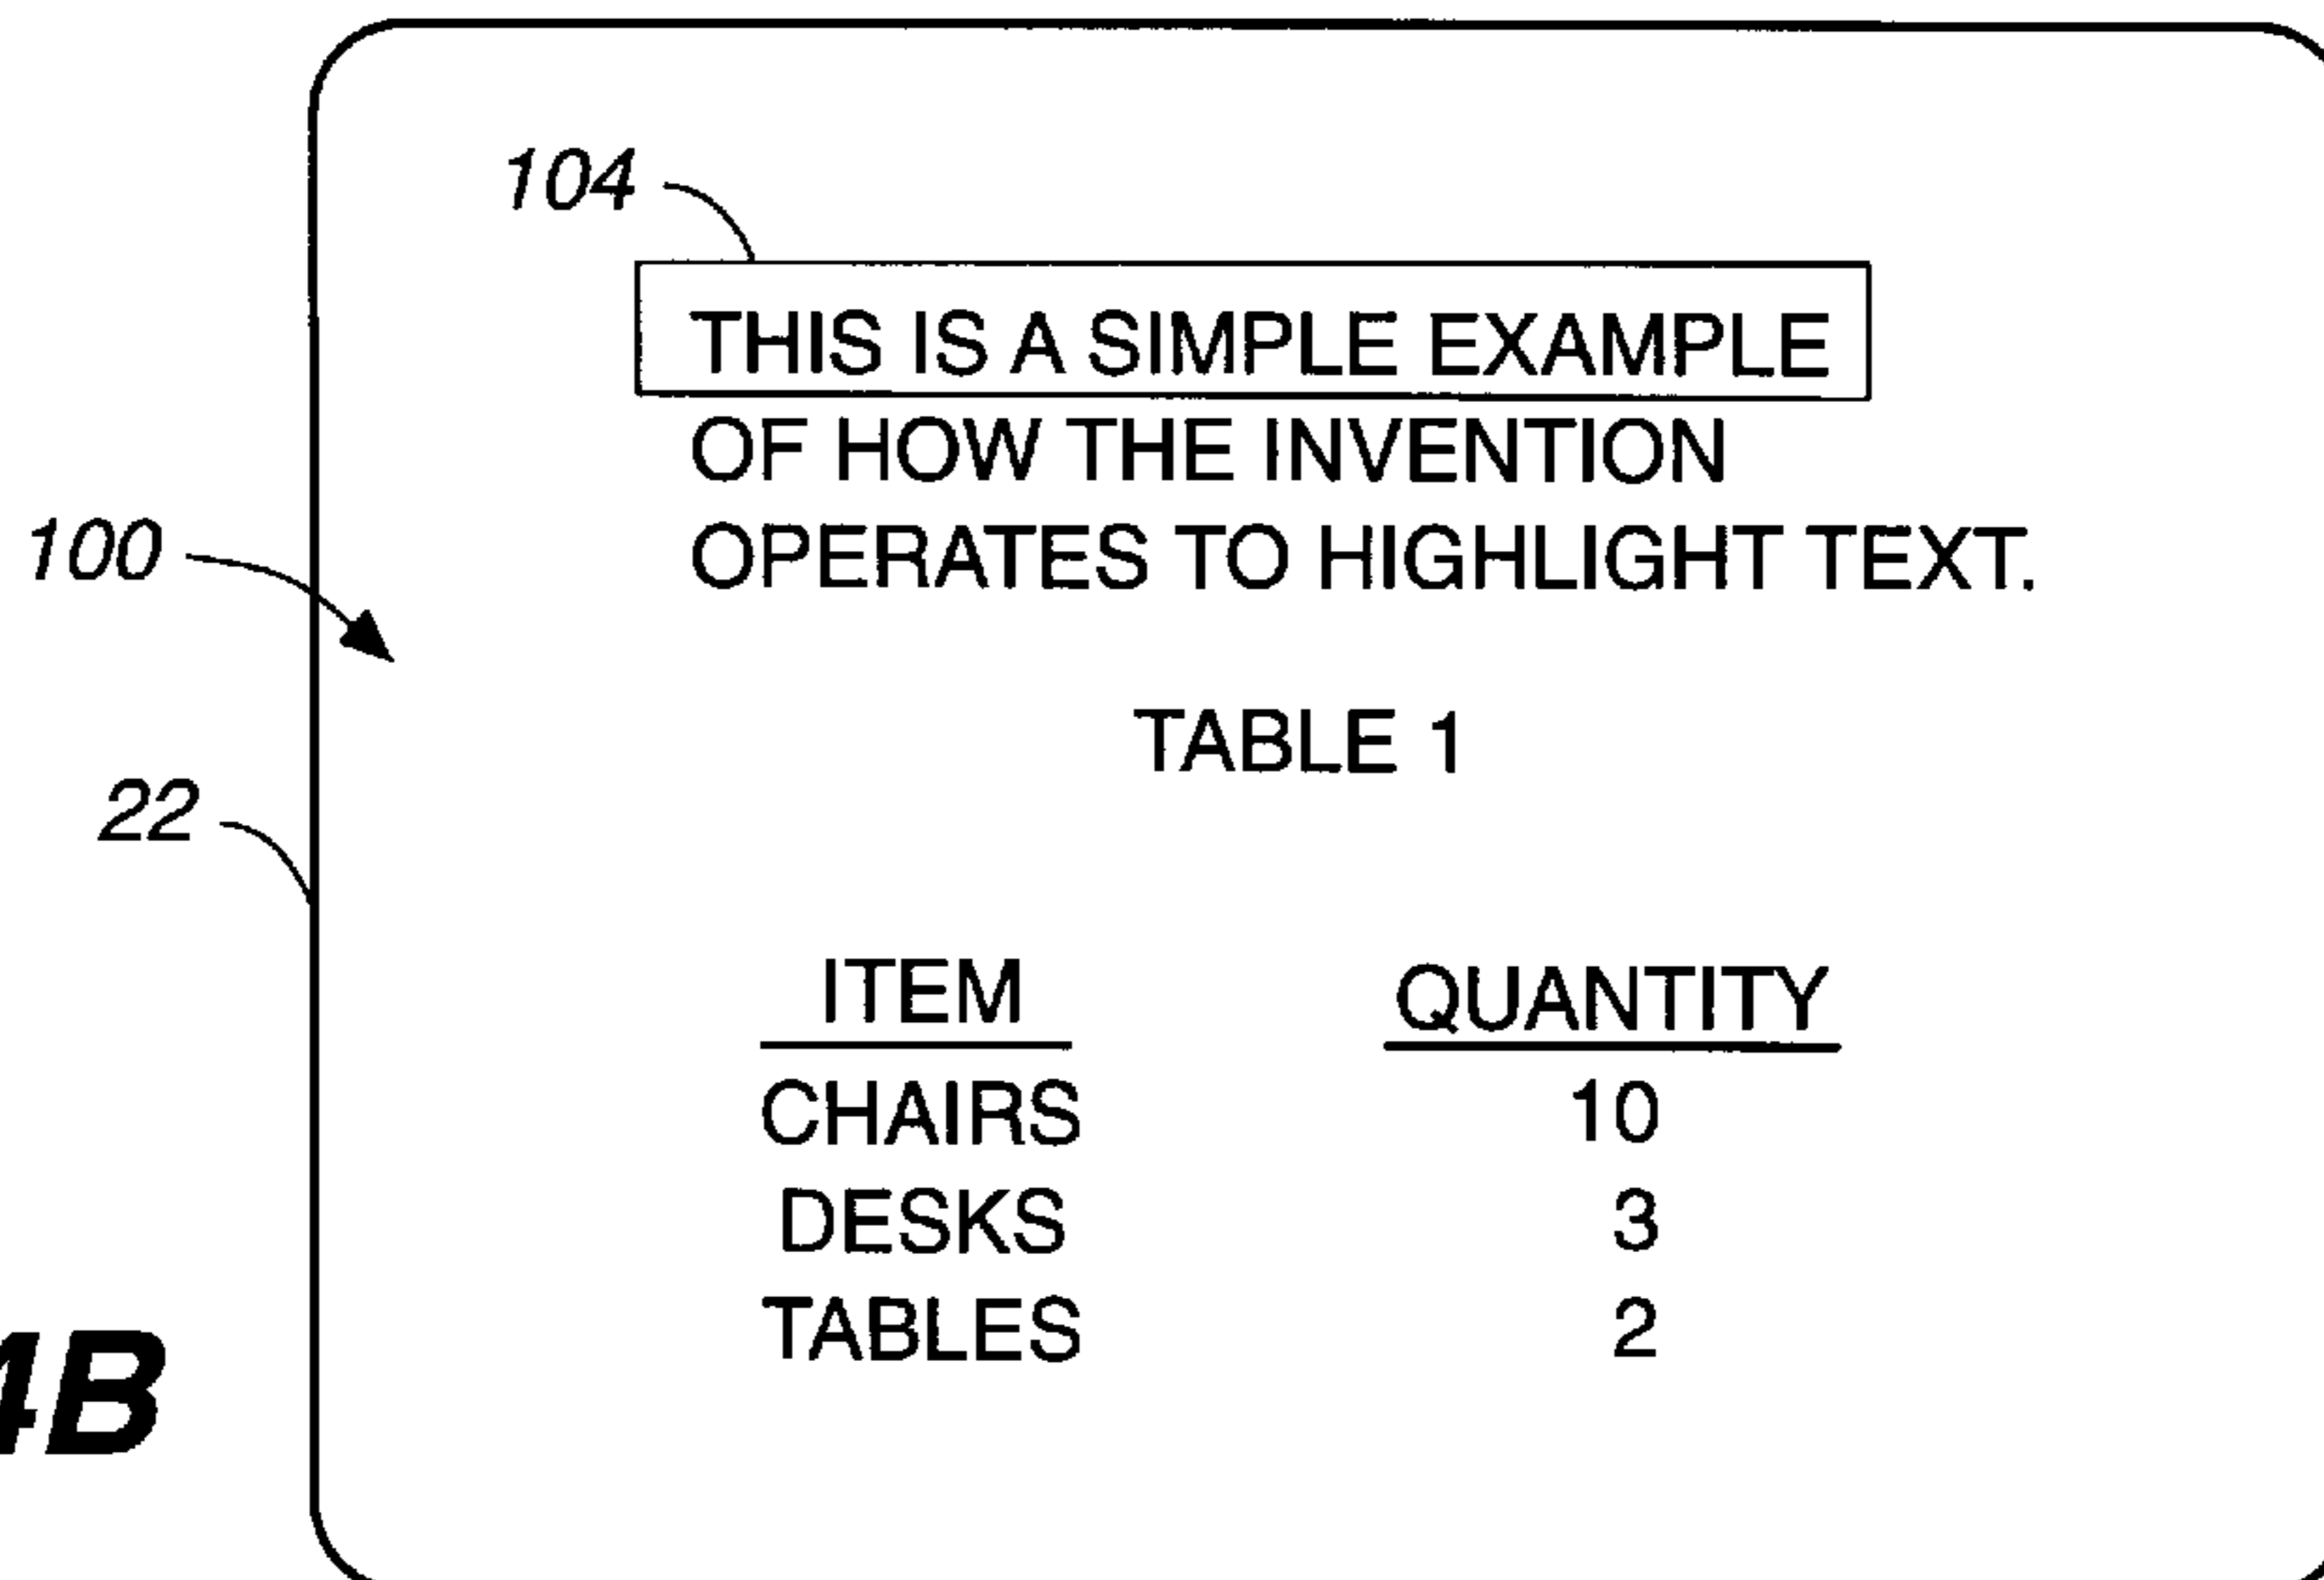 104
THIS IS A SIMPLE EXAMPLE
OF HOW THE INVENTION
OPERATES TO HIGHLIGHT TEXT.
100
TABLE 1
22
ITEM QUANTITY
CHAIRS 10
DESKS 3
TABLES 2
4B